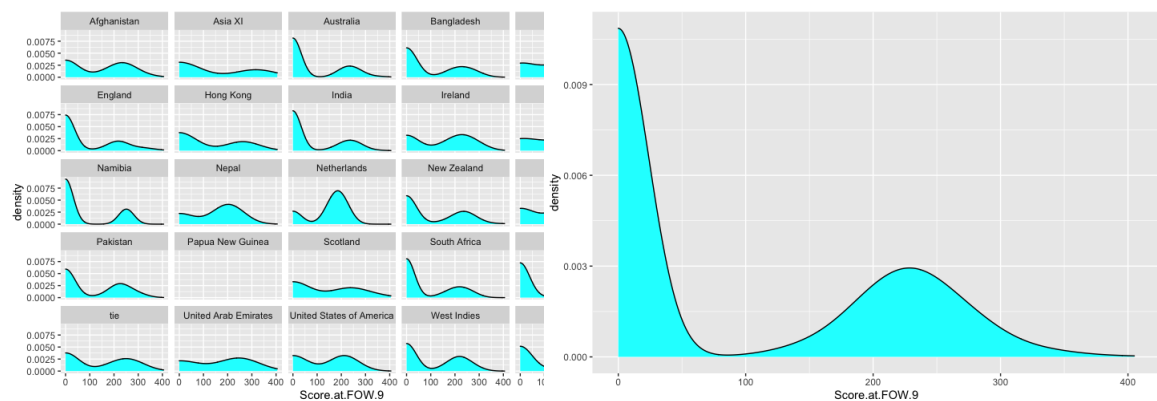 Afghanistan Asia XI Australia Bangladesh
0.0075
0.0050
0.0025
0.0000
England Hong Kong India Ireland
0.0075
0.0050
0.0025
0.0000
Namibia Nepal Netherlands New Zealand
0.0075
0.0050
0.0025
0.0000
density
Pakistan Papua New Guinea Scotland South Africa
0.0075
0.0050
0.0025
0.0000
tie United Arab Emirates United States of America West Indies
0.0075
0.0050
0.0025
0.0000
0 100 200 300 400 0 100 200 300 400 0 100 200 300 400 0 100 200 300 400 0
Score.at.FOW.9
0.009
0.006
density
0.003
0.000
0 100 200 300 400
Score.at.FOW.9